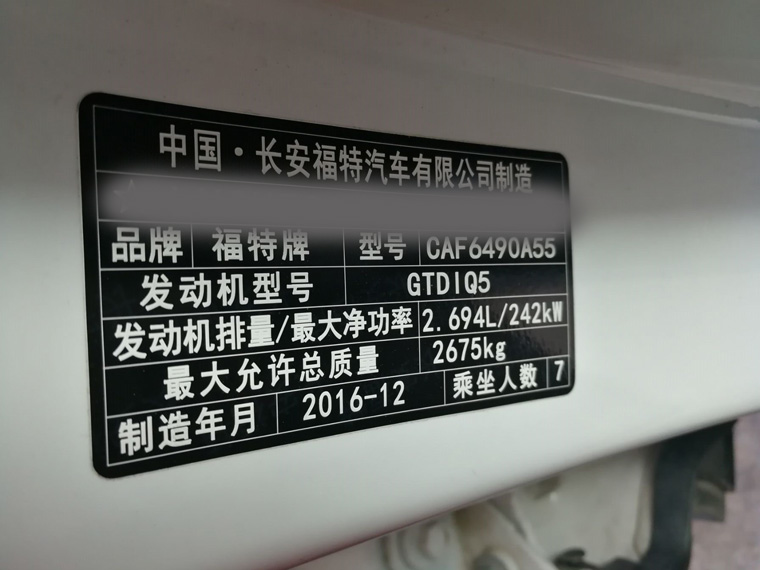 中国·长安福特汽车有限公司制造
品牌 福特牌 型号 CAF6490A55
发动机型号 GTDIQ5
发动机排量/最大净功率 2.694L/242kW
最大允许总质量 2675kg
制造年月 2016-12 乘坐人数 7